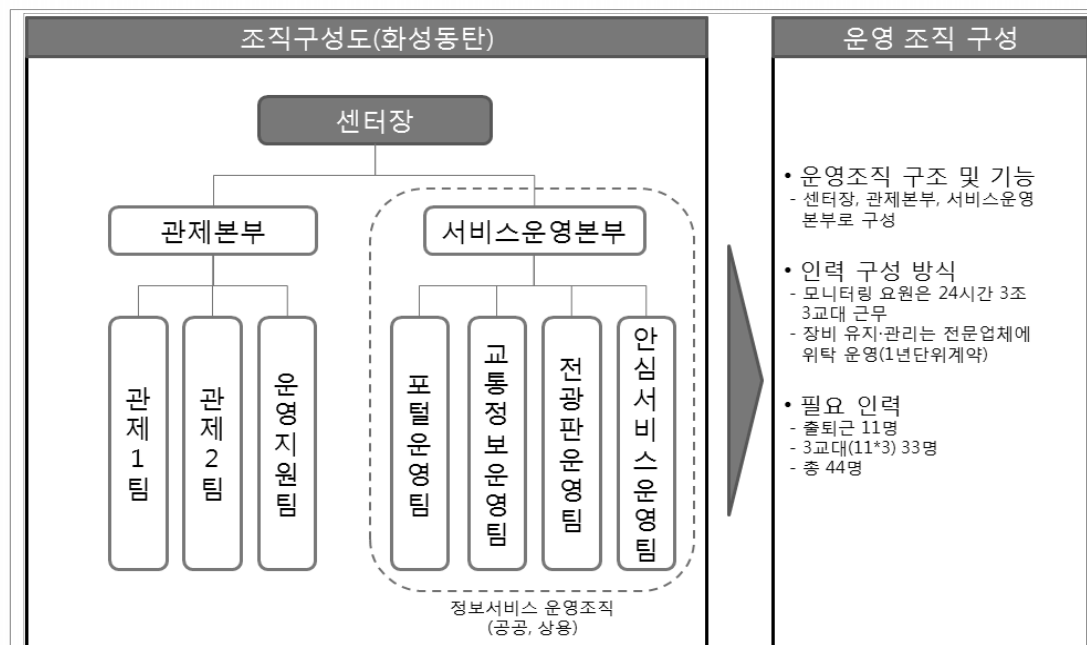 조직구성도(화성동탄)
센터장
관제본부
서비스운영본부
관제1팀
관제2팀
운영지원팀
포털운영팀
교통정보운영팀
전광판운영팀
안심서비스운영팀
정보서비스 운영조직
(공공, 상용)
운영 조직 구성
• 운영조직 구조 및 기능
- 센터장, 관제본부, 서비스운영
본부로 구성
• 인력 구성 방식
- 모니터링 요원은 24시간 3조
3교대 근무
- 장비 유지·관리는 전문업체에
위탁 운영(1년단위계약)
• 필요 인력
- 출퇴근 11명
- 3교대(11*3) 33명
- 총 44명